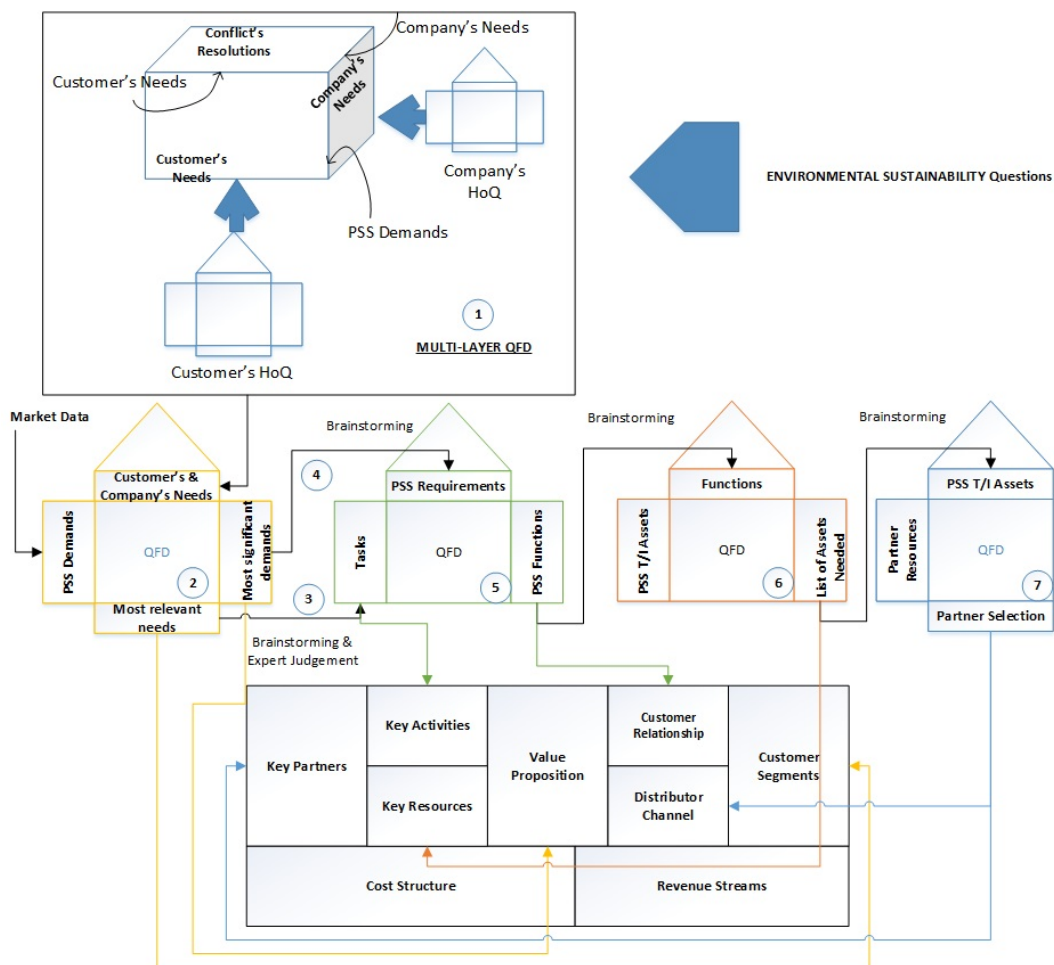 Conflict's
Resolutions
Company's Needs
Customer's Needs
Company's
Needs
Customer's
Needs
Company's
HoQ
PSS Demands
ENVIRONMENTAL SUSTAINABILITY Questions
1
MULTI-LAYER QFD
Customer's HoQ
Market Data
Brainstorming
Brainstorming
Brainstorming
4
Customer's &
Company's Needs
PSS Demands
QFD
Most significant
demands
2
Most relevant
needs
3
Brainstorming &
Expert Judgement
PSS Requirements
Tasks
QFD
PSS Functions
5
Functions
PSS T/I Assets
QFD
List of Assets
Needed
6
PSS T/I Assets
Partner
Resources
QFD
7
Partner Selection
Key Partners
Key Activities
Key Resources
Value
Proposition
Customer
Relationship
Distributor
Channel
Customer
Segments
Cost Structure
Revenue Streams